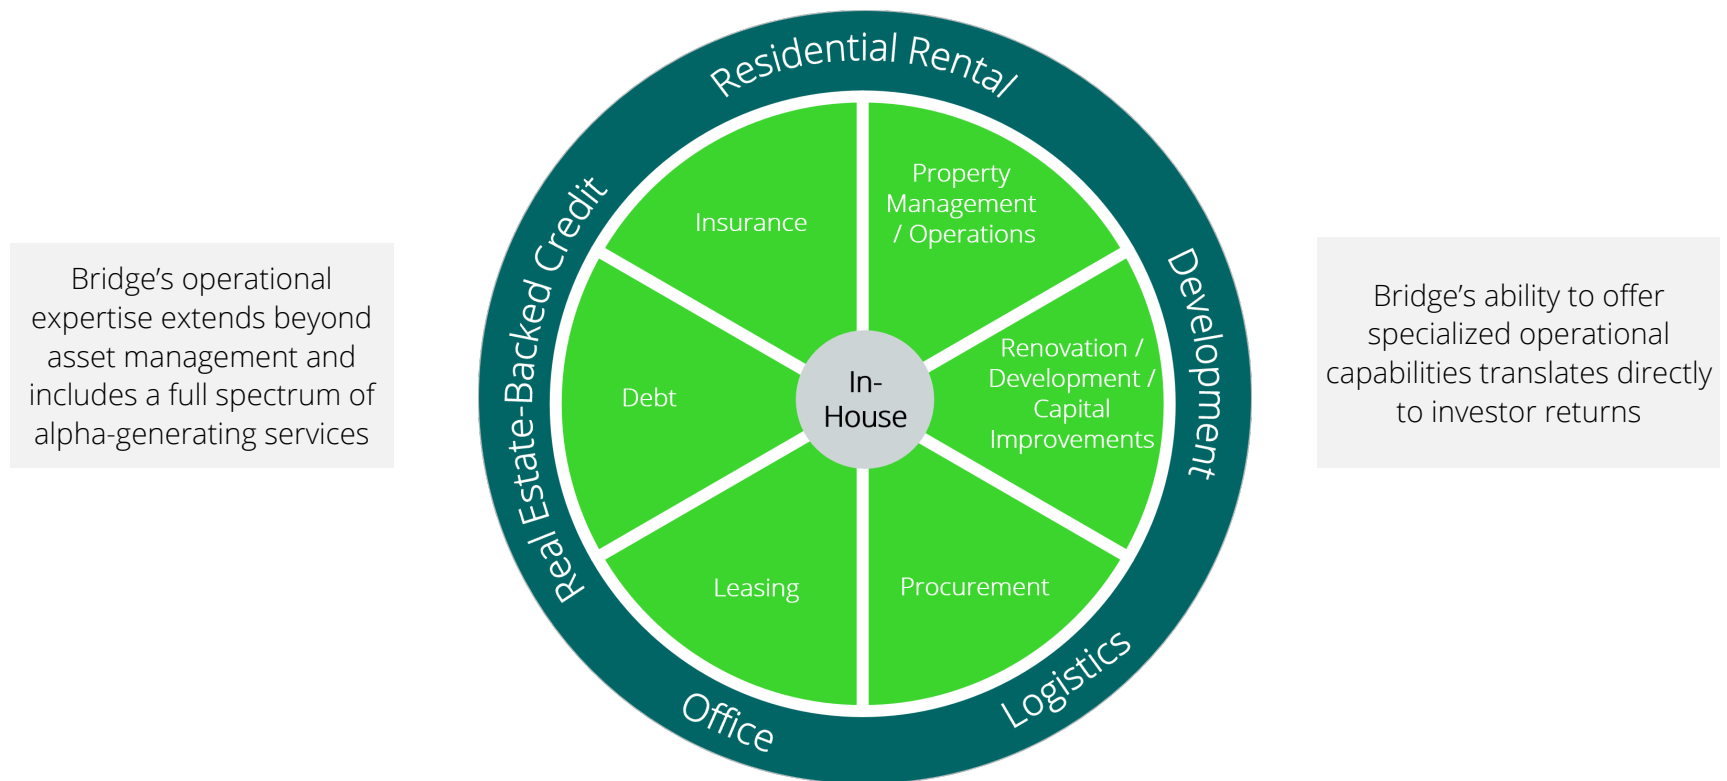 Residential Rental
Development
Logistics
Office
Real Estate-Backed Credit
Property
Management
/ Operations
Renovation /
Development /
Capital
Improvements
Procurement
Leasing
Debt
Insurance
In-
House
Bridge’s operational
expertise extends beyond
asset management and
includes a full spectrum of
alpha-generating services
Bridge’s ability to offer
specialized operational
capabilities translates directly
to investor returns